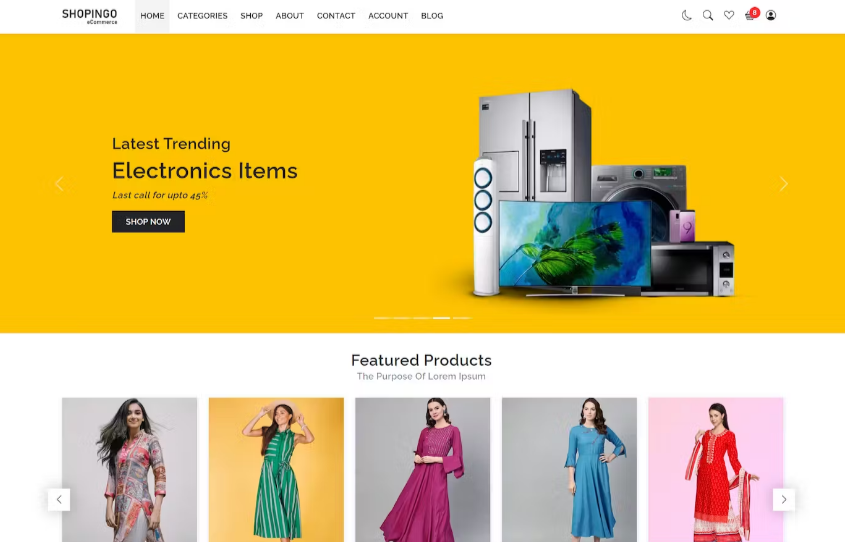 SHOPINGO
eCommerce
HOME CATEGORIES SHOP ABOUT CONTACT ACCOUNT BLOG
8
Latest Trending
Electronics Items
Last call for upto 45%
SHOP NOW
9
Featured Products
The Purpose Of Lorem Ipsum